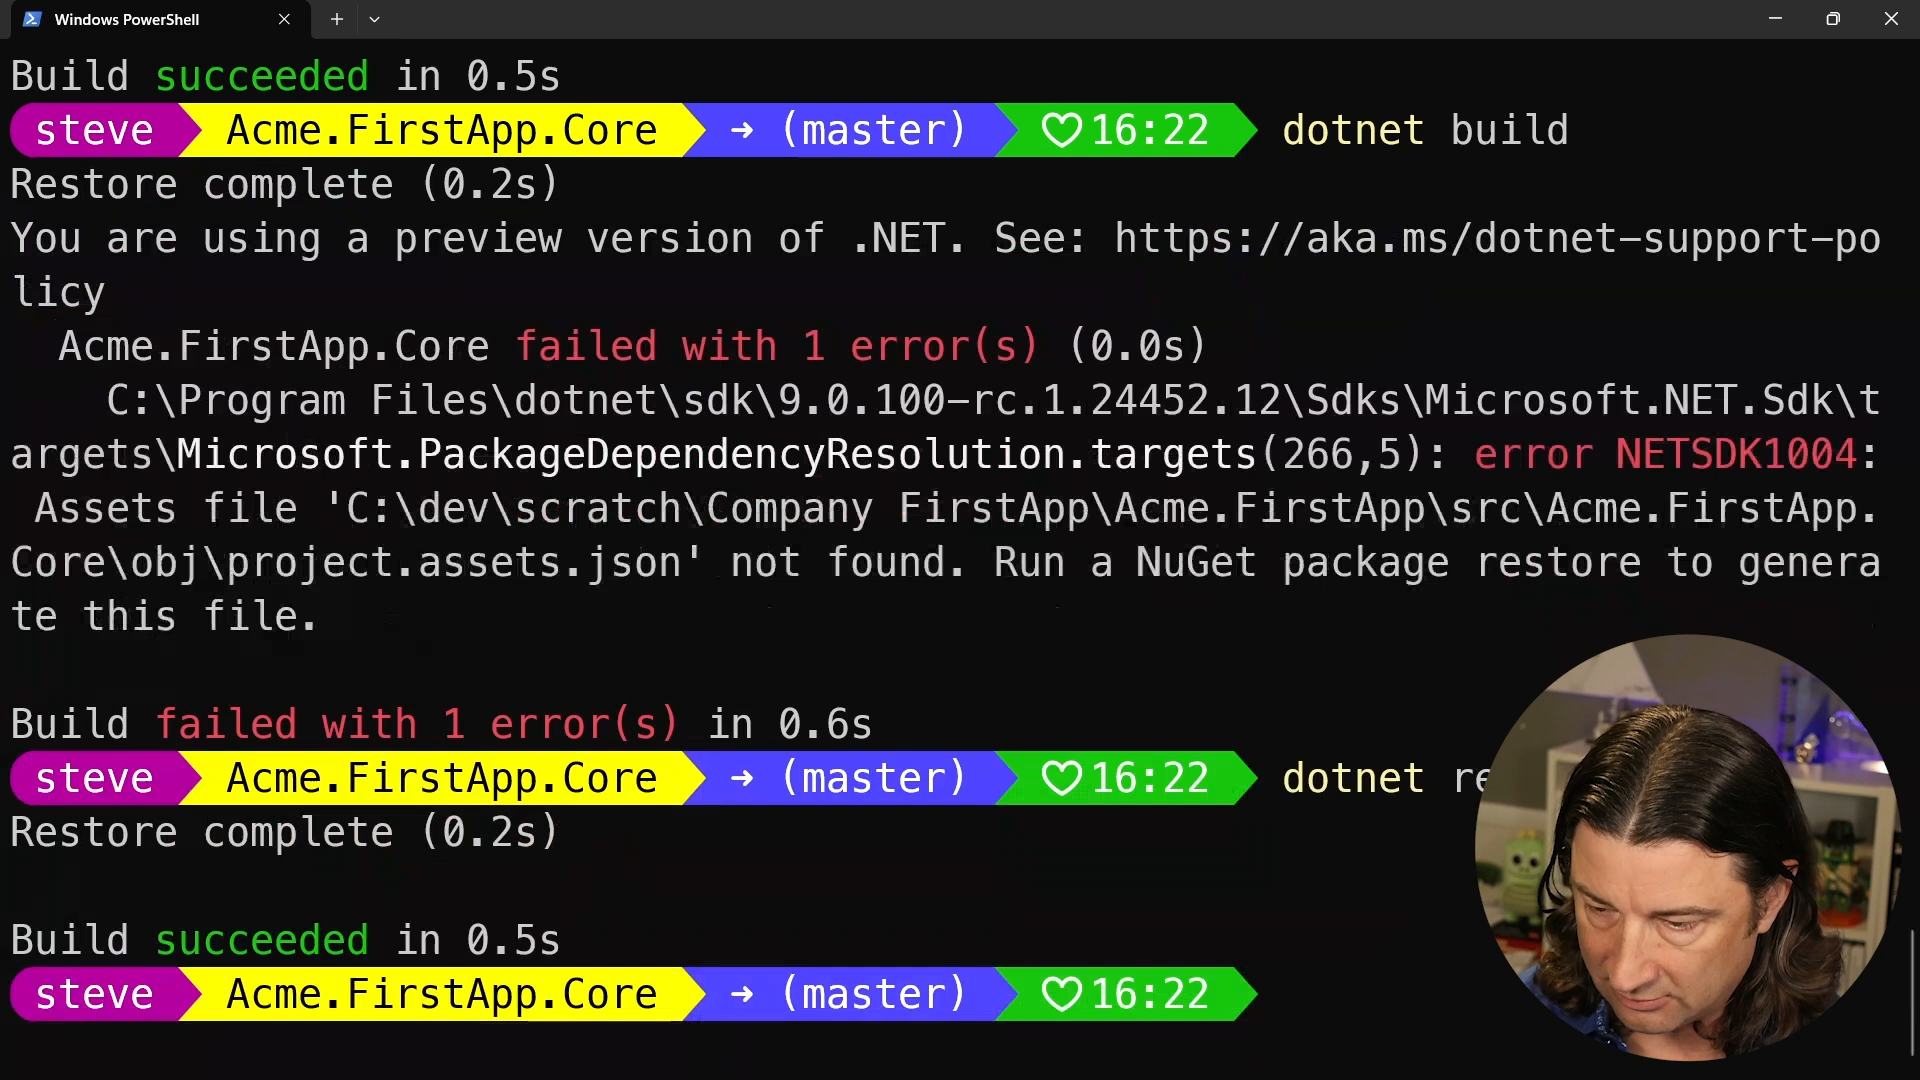 Windows PowerShell
Build succeeded in 0.5s
steve Acme.FirstApp.Core → (master) ♡16:22 dotnet build
Restore complete (0.2s)
You are using a preview version of .NET. See: https://aka.ms/dotnet-support-po
licy
Acme.FirstApp.Core failed with 1 error(s) (0.0s)
C:\Program Files\dotnet\sdk\9.0.100-rc.1.24452.12\Sdks\Microsoft.NET.Sdk\t
argets\Microsoft.PackageDependencyResolution.targets(266,5): error NETSDK1004:
Assets file 'C:\dev\scratch\Company FirstApp\Acme.FirstApp\src\Acme.FirstApp.
Core\obj\project.assets.json' not found. Run a NuGet package restore to genera
te this file.
Build failed with 1 error(s) in 0.6s
steve Acme.FirstApp.Core → (master) ♡16:22 dotnet re
Restore complete (0.2s)
Build succeeded in 0.5s
steve Acme.FirstApp.Core → (master) ♡16:22